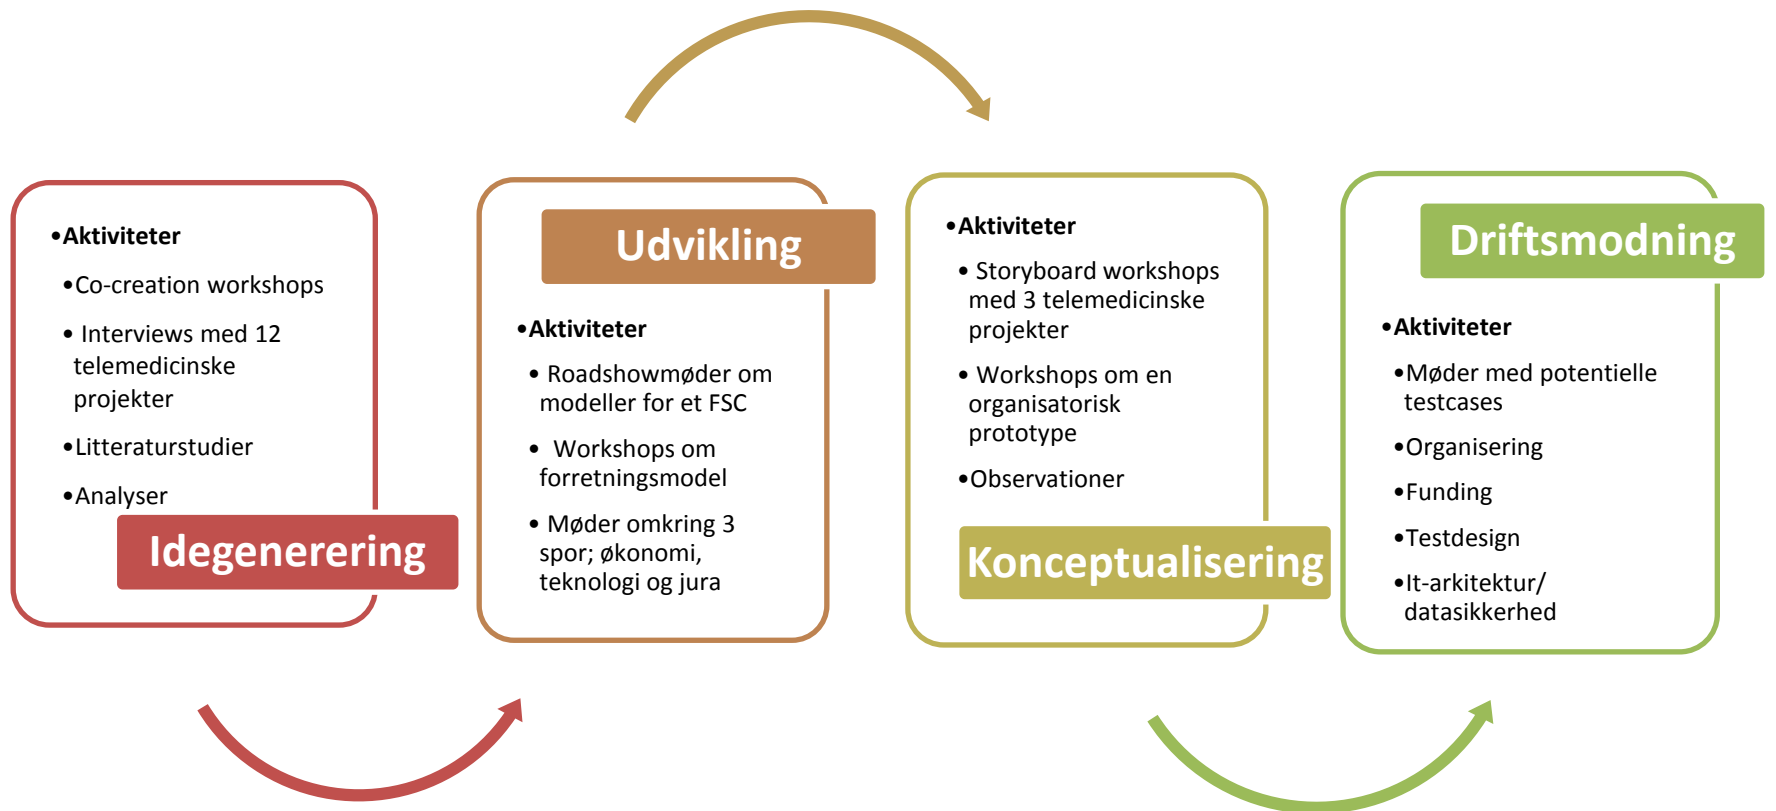 •Aktiviteter
•Co-creation workshops
• Interviews med 12
telemedicinske
projekter
•Litteraturstudier
•Analyser
Idegenerering
Udvikling
•Aktiviteter
• Roadshowmøder om
modeller for et FSC
• Workshops om
forretningsmodel
• Møder omkring 3
spor; økonomi,
teknologi og jura
•Aktiviteter
• Storyboard workshops
med 3 telemedicinske
projekter
• Workshops om en
organisatorisk
prototype
•Observationer
Konceptualisering
Driftsmodning
•Aktiviteter
•Møder med potentielle
testcases
•Organisering
•Funding
•Testdesign
•It-arkitektur/
datasikkerhed